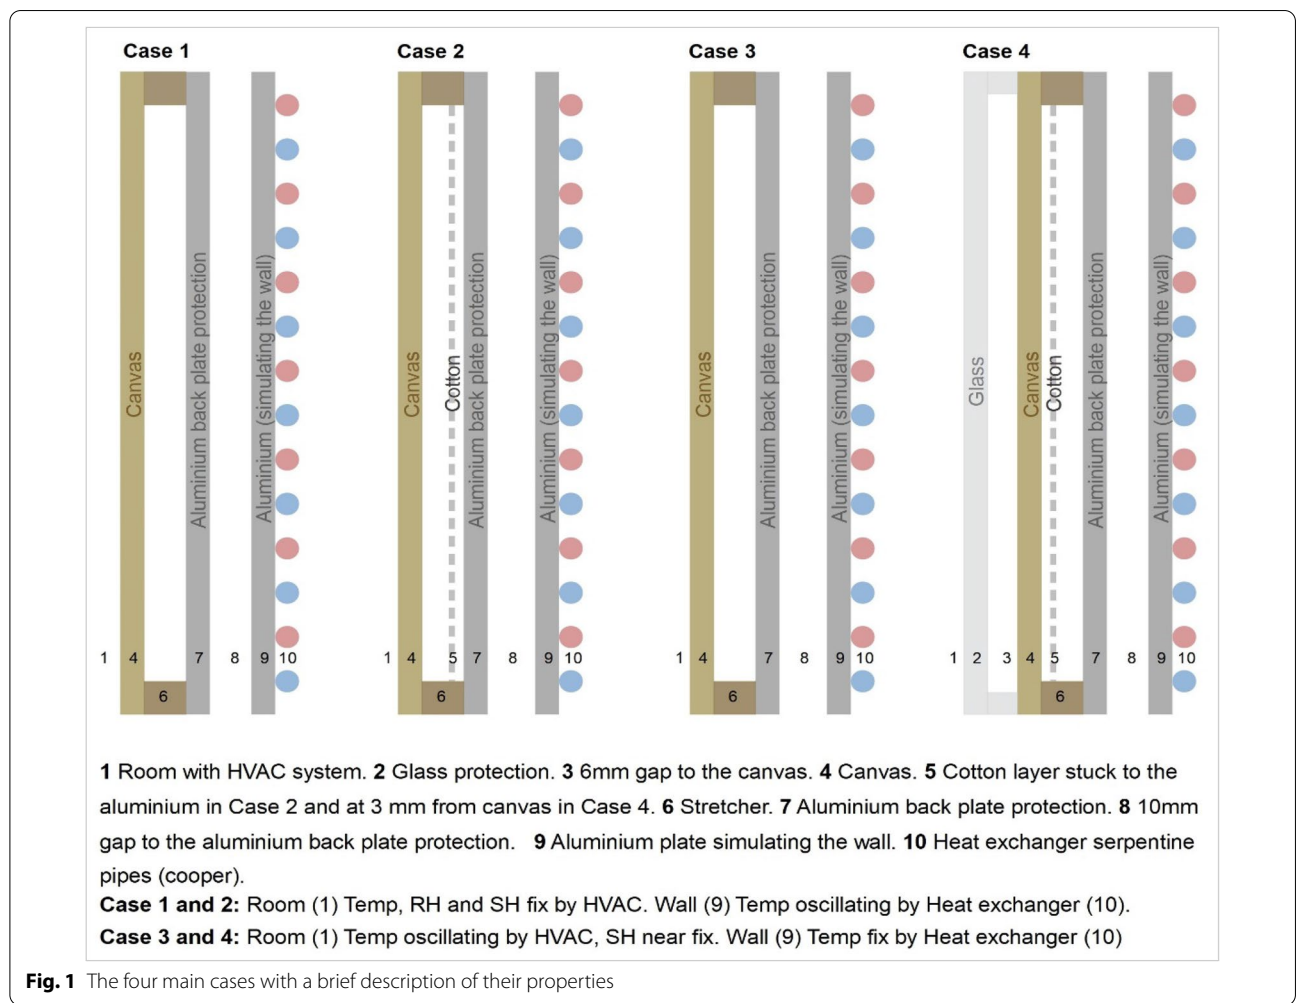 Case 1 Case 2 Case 3 Case 4
Canvas
Aluminium back plate protection
Aluminium (simulating the wall)
Canvas
Cotton
Aluminium back plate protection
Aluminium (simulating the wall)
Canvas
Aluminium back plate protection
Aluminium (simulating the wall)
Glass
Canvas
Cotton
Aluminium back plate protection
Aluminium (simulating the wall)
1 4 7 8 9 10 1 4 5 7 8 9 10 1 4 7 8 9 10 1 2 3 4 5 7 8 9 10
6 6 6 6
1 Room with HVAC system. 2 Glass protection. 3 6mm gap to the canvas. 4 Canvas. 5 Cotton layer stuck to the
aluminium in Case 2 and at 3 mm from canvas in Case 4. 6 Stretcher. 7 Aluminium back plate protection. 8 10mm
gap to the aluminium back plate protection. 9 Aluminium plate simulating the wall. 10 Heat exchanger serpentine
pipes (cooper).
Case 1 and 2: Room (1) Temp, RH and SH fix by HVAC. Wall (9) Temp oscillating by Heat exchanger (10).
Case 3 and 4: Room (1) Temp oscillating by HVAC, SH near fix. Wall (9) Temp fix by Heat exchanger (10)
Fig. 1 The four main cases with a brief description of their properties